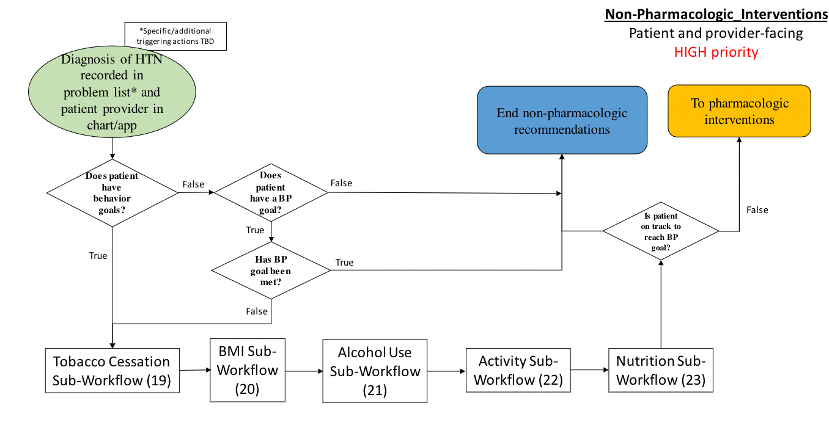 Non-Pharmacologic_Interventions
Patient and provider-facing
HIGH priority
*Specific/additional
triggering actions TBD
Diagnosis of HTN
recorded in
problem list* and
patient provider in
chart/app
End non-pharmacologic
recommendations
To pharmacologic
interventions
Does patient
have
behavior
goals?
False
Does
patient
have a BP
goal?
False
True
True
Has BP
goal been
met?
True
False
Is patient
on track to
reach BP
goal?
False
Tobacco Cessation
Sub-Workflow (19)
BMI Sub-
Workflow
(20)
Alcohol Use
Sub-Workflow
(21)
Activity Sub-
Workflow (22)
Nutrition Sub-
Workflow (23)